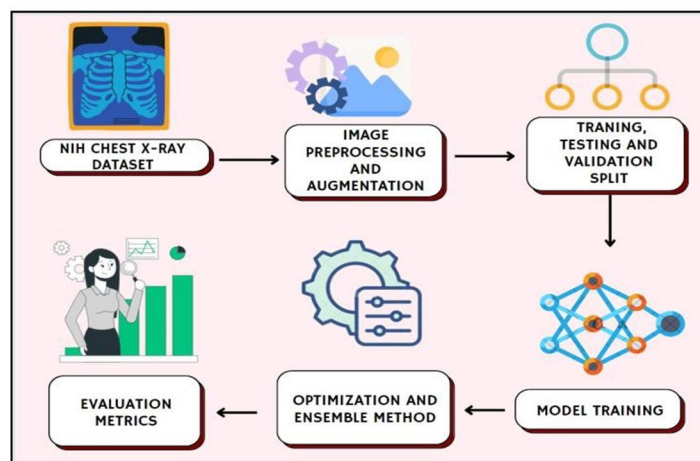 NIH CHEST X-RAY
DATASET
IMAGE
PREPROCESSING
AND
AUGMENTATION
TRANING,
TESTING AND
VALIDATION
SPLIT
EVALUATION
METRICS
OPTIMIZATION AND
ENSEMBLE METHOD
MODEL TRAINING